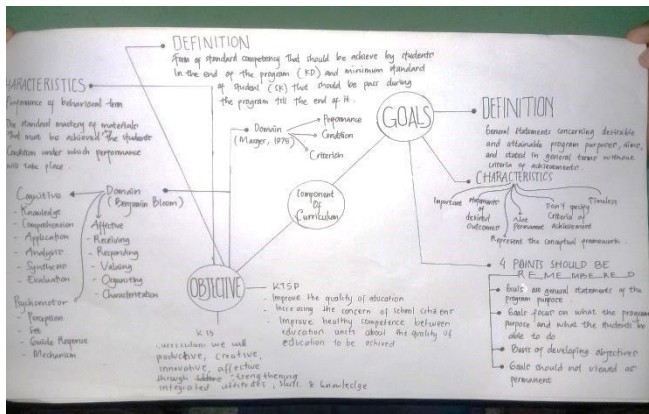 DEFINITION
Form of standard competency that should be achieve by students
In the end of the program (KD) and minimum standard
of student (SK) that should be pass during
the program till the end of it.
CHARACTERISTICS
Performance of behavioral term
The standard mastery of materials
that must be achieved by the students
Condition under which performance
will take place.
Domain
(Mager, 1975)
Performance
Condition
Criterion
Domain
(Benjamin Bloom)
Cognitive
- Knowledge
- Comprehension
- Application
- Analysis
- Synthesis
- Evaluation
Affective
- Receiving
- Responding
- Valuing
- Organizing
- Characterization
Psychomotor
- Perception
- Set
- Guide Response
- Mechanism
OBJECTIVE
Component
Of
Curriculum
GOALS
DEFINITION
General Statements concerning desirable
and attainable program purposes, aims,
and stated in general terms without
criteria of achievements.
CHARACTERISTICS
Important statements
of desired
outcomes
Not
Permanent
Don't specify
Criteria of
Achievement
Timeless
Represent the conceptual framework.
4 POINTS SHOULD BE
R_E_ME_MBE_RE_D
Goals are general statements of the
program purpose
Goals focus on what the program
purpose and what the students be
able to do
Basis of developing objectives
Goals should not viewed as
permanent
KTSP
- Improve the quality of education
- Increasing the concern of school citizens
- Improve healthy competence between
education units about the quality of
education to be achieved
curriculum we will
productive, creative,
innovative, affective
through strengthening
integrated attitudes, skills & knowledge